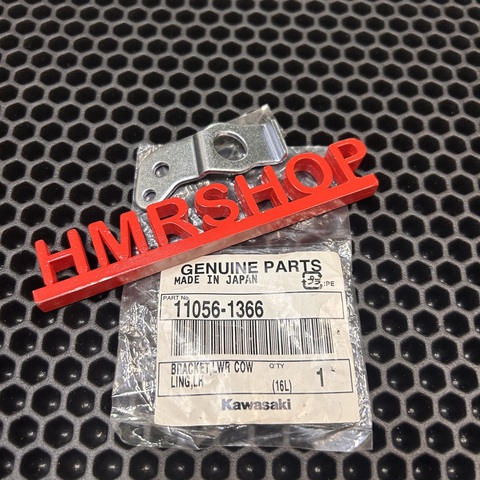 HMRSHOP
GENUINE PARTS
MADE IN JAPAN
:PE
PART No.
11056-1366
BRACKET,LWR COW
LING,LH
Q'TY
(16L) 1
Kawasaki